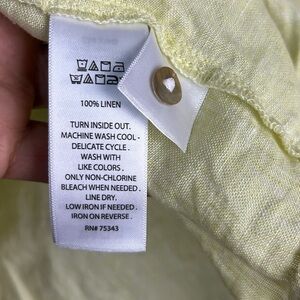 100% LINEN
TURN INSIDE OUT.
MACHINE WASH COOL -
DELICATE CYCLE .
WASH WITH
LIKE COLORS .
ONLY NON-CHLORINE
BLEACH WHEN NEEDED .
LINE DRY.
LOW IRON IF NEEDED .
IRON ON REVERSE .
RN# 75343